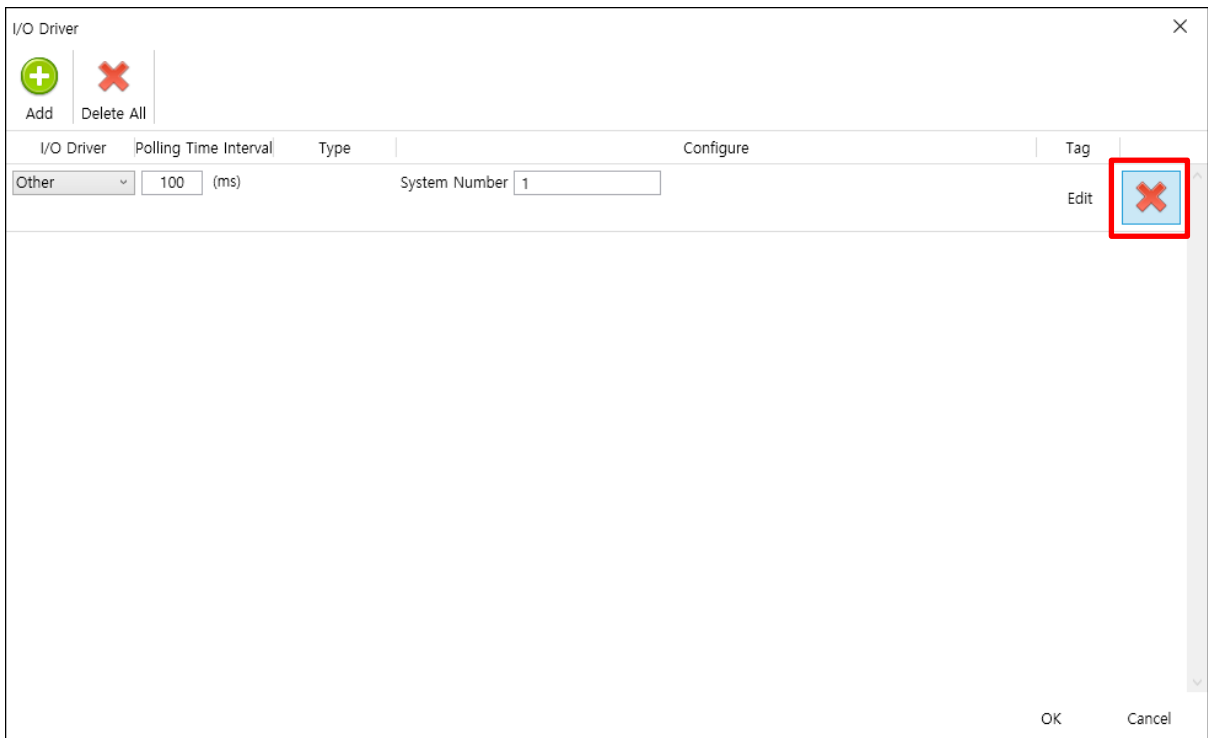 I/O Driver
Add Delete All
I/O Driver Polling Time Interval Type Configure Tag
Other 100 (ms) System Number 1 Edit
OK Cancel